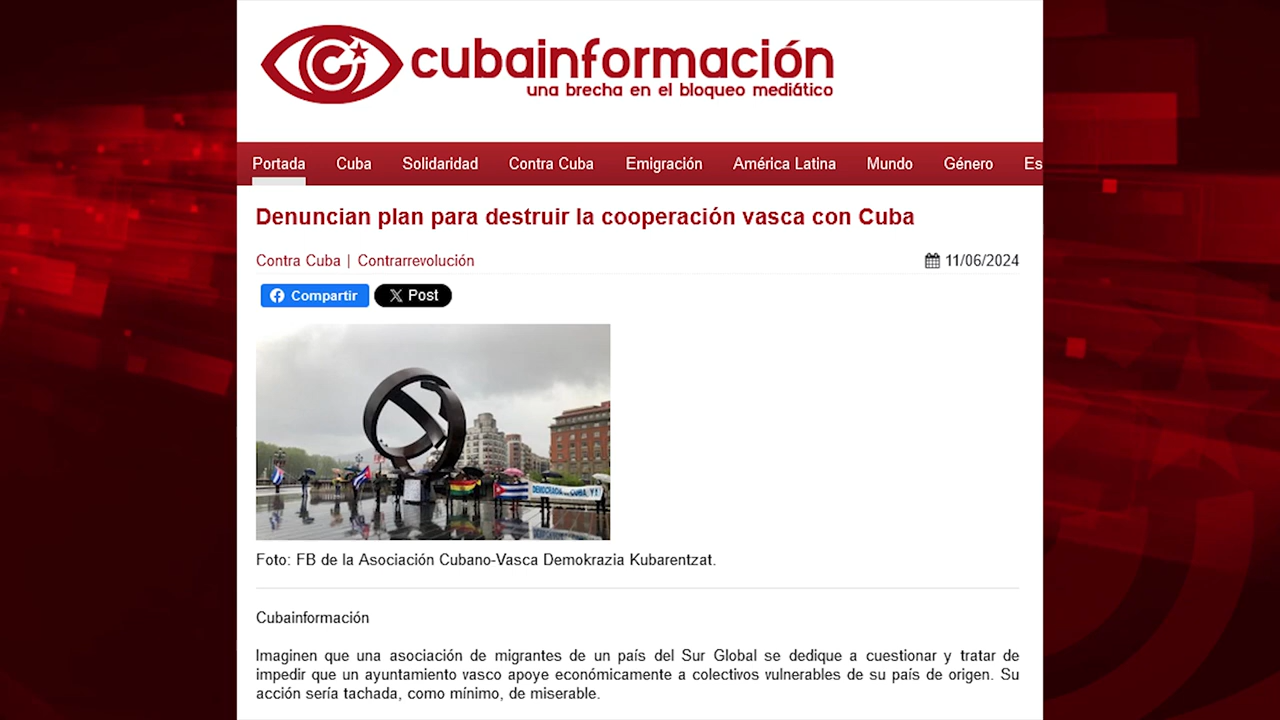 cubainformación
una brecha en el bloqueo mediático
Portada Cuba Solidaridad Contra Cuba Emigración América Latina Mundo Género Es
Denuncian plan para destruir la cooperación vasca con Cuba
Contra Cuba | Contrarrevolución 11/06/2024
Compartir Post
DEMOCRACIA CUBA, YA
Foto: FB de la Asociación Cubano-Vasca Demokrazia Kubarentzat.
Cubainformación
Imaginen que una asociación de migrantes de un país del Sur Global se dedique a cuestionar y tratar de
impedir que un ayuntamiento vasco apoye económicamente a colectivos vulnerables de su país de origen. Su
acción sería tachada, como mínimo, de miserable.